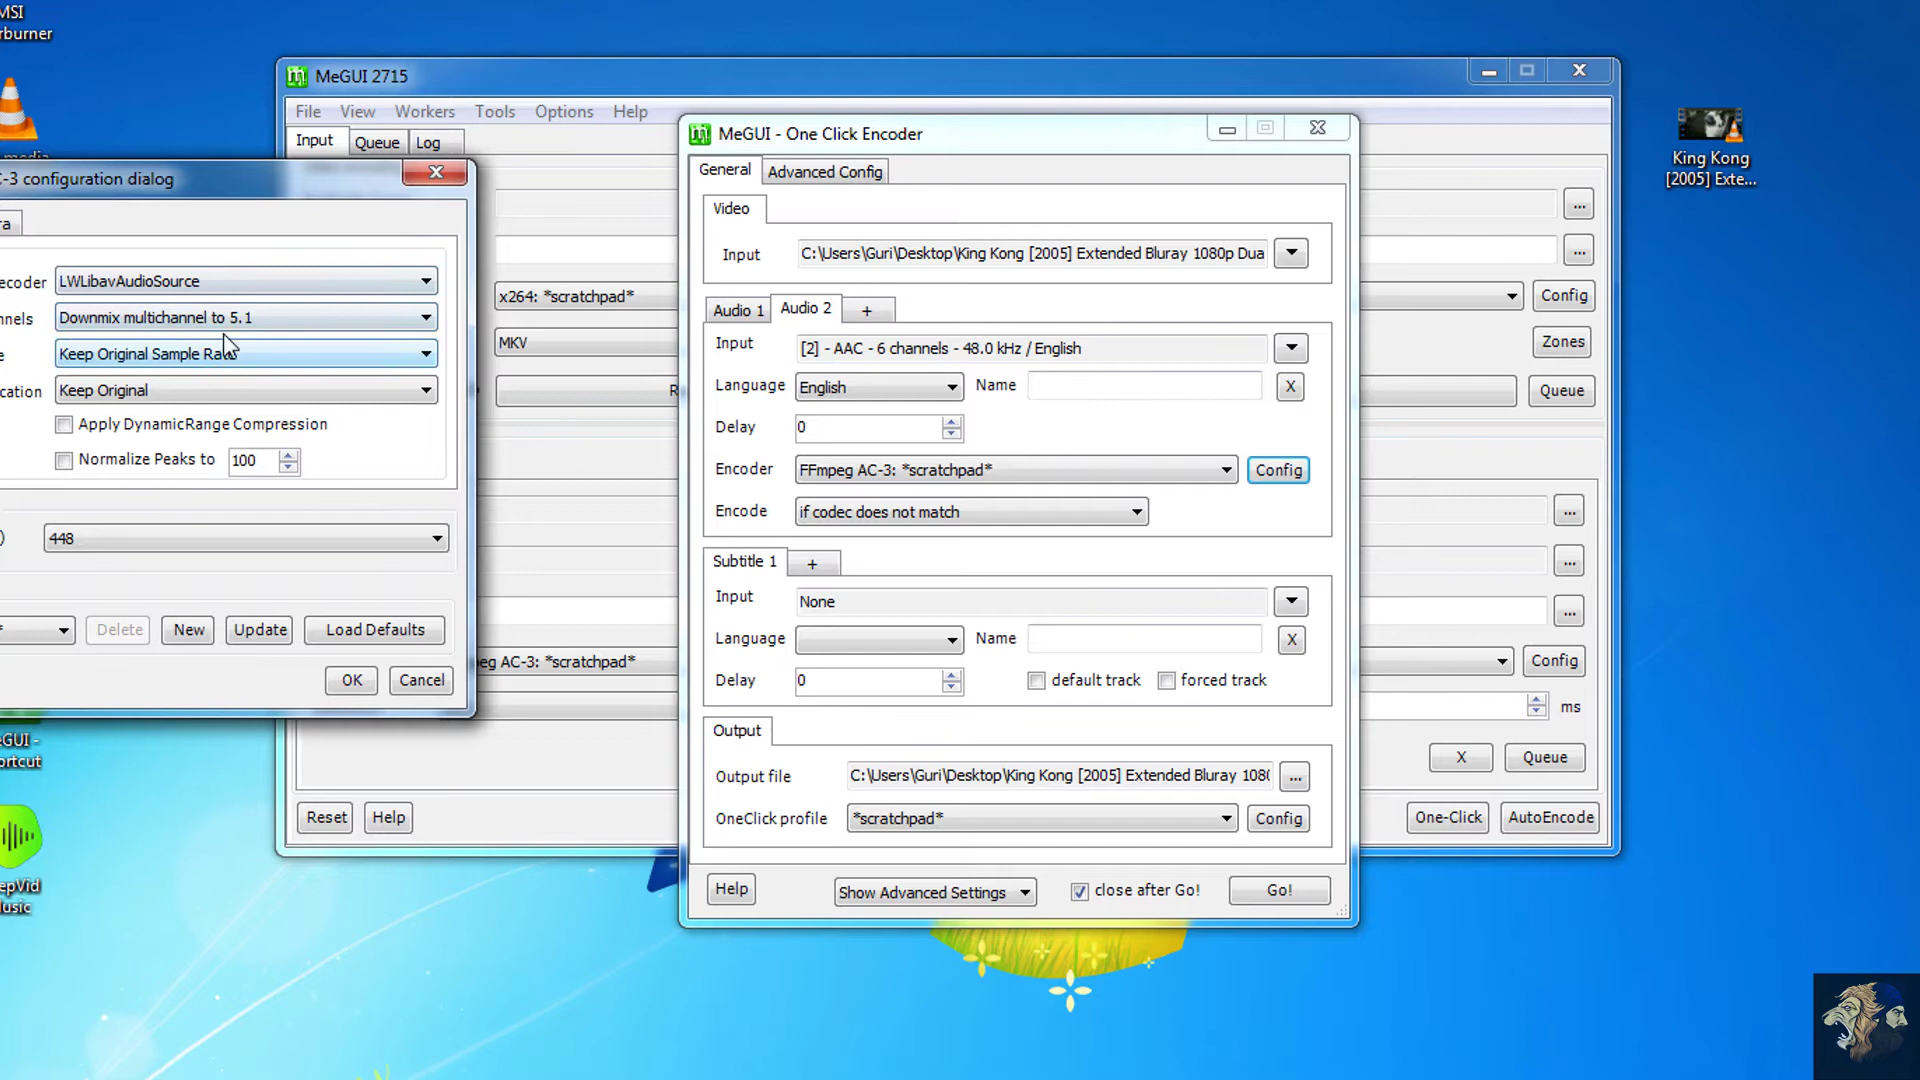 MSI
rburner
MeGUI 2715
File View Workers Tools Options Help
Input Queue Log
C-3 configuration dialog
ra
ecoder LWLibavAudioSource
nnels Downmix multichannel to 5.1
e Keep Original Sample Rate
cation Keep Original
Apply DynamicRange Compression
Normalize Peaks to 100
) 448
* Delete New Update Load Defaults
OK Cancel
x264: *scratchpad*
MKV
R
peg AC-3: *scratchpad*
Reset Help
MeGUI - One Click Encoder
General Advanced Config
Video
Input C:\Users\Guri\Desktop\King Kong [2005] Extended Bluray 1080p Dua
Audio 1 Audio 2 +
Input [2] - AAC - 6 channels - 48.0 kHz / English
Language English Name X
Delay 0
Encoder FFmpeg AC-3: *scratchpad* Config
Encode if codec does not match
Subtitle 1 +
Input None
Language Name X
Delay 0 default track forced track
Output
Output file C:\Users\Guri\Desktop\King Kong [2005] Extended Bluray 108( ...
OneClick profile *scratchpad* Config
Help Show Advanced Settings close after Go! Go!
...
...
Config
Zones
Queue
...
...
...
Config
ms
X Queue
One-Click AutoEncode
King Kong
[2005] Exte...
eGUI -
ortcut
epVid
lusic